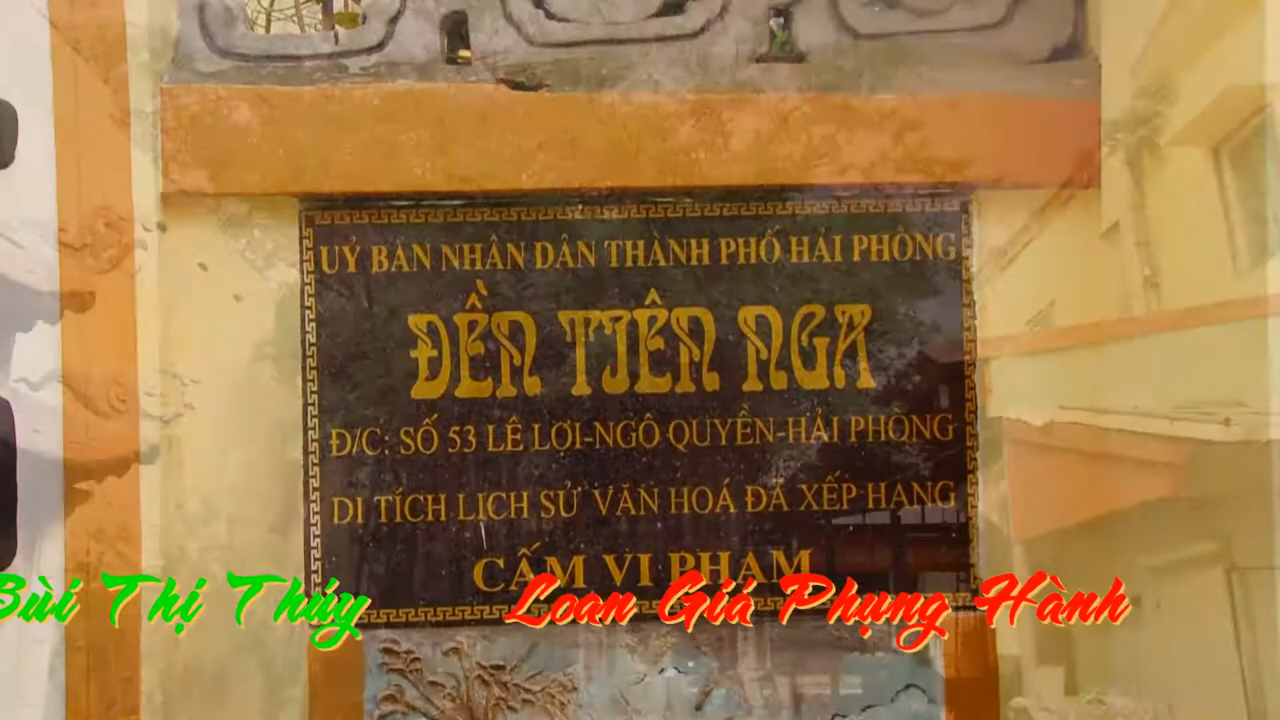 UỶ BAN NHÂN DÂN THÀNH PHỐ HẢI PHÒNG
ĐỀN TIÊN NGA
Đ/C: SỐ 53 LÊ LỢI-NGÔ QUYỀN-HẢI PHÒNG
DI TÍCH LỊCH SỬ VĂN HOÁ ĐÃ XẾP HẠNG
CẤM VI PHẠM
Bùi Thị Thúy Loan Giá Phụng Hành